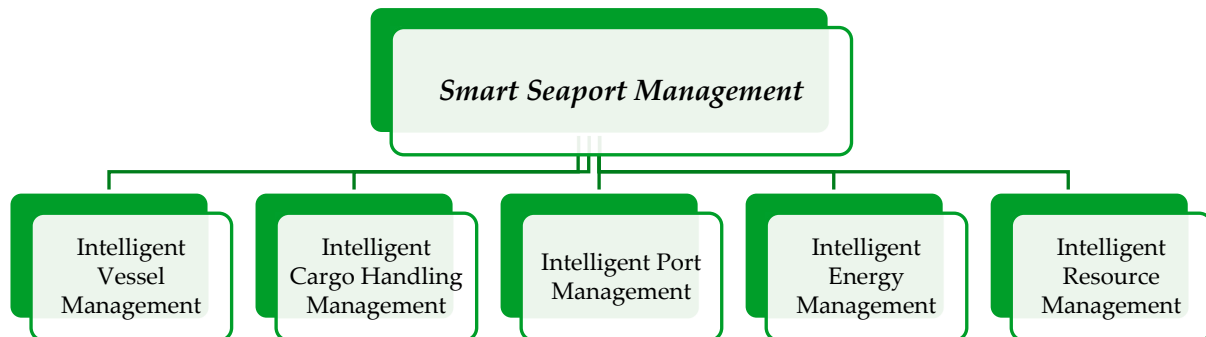 Smart Seaport Management
Intelligent
Vessel
Management
Intelligent
Cargo Handling
Management
Intelligent Port
Management
Intelligent
Energy
Management
Intelligent
Resource
Management